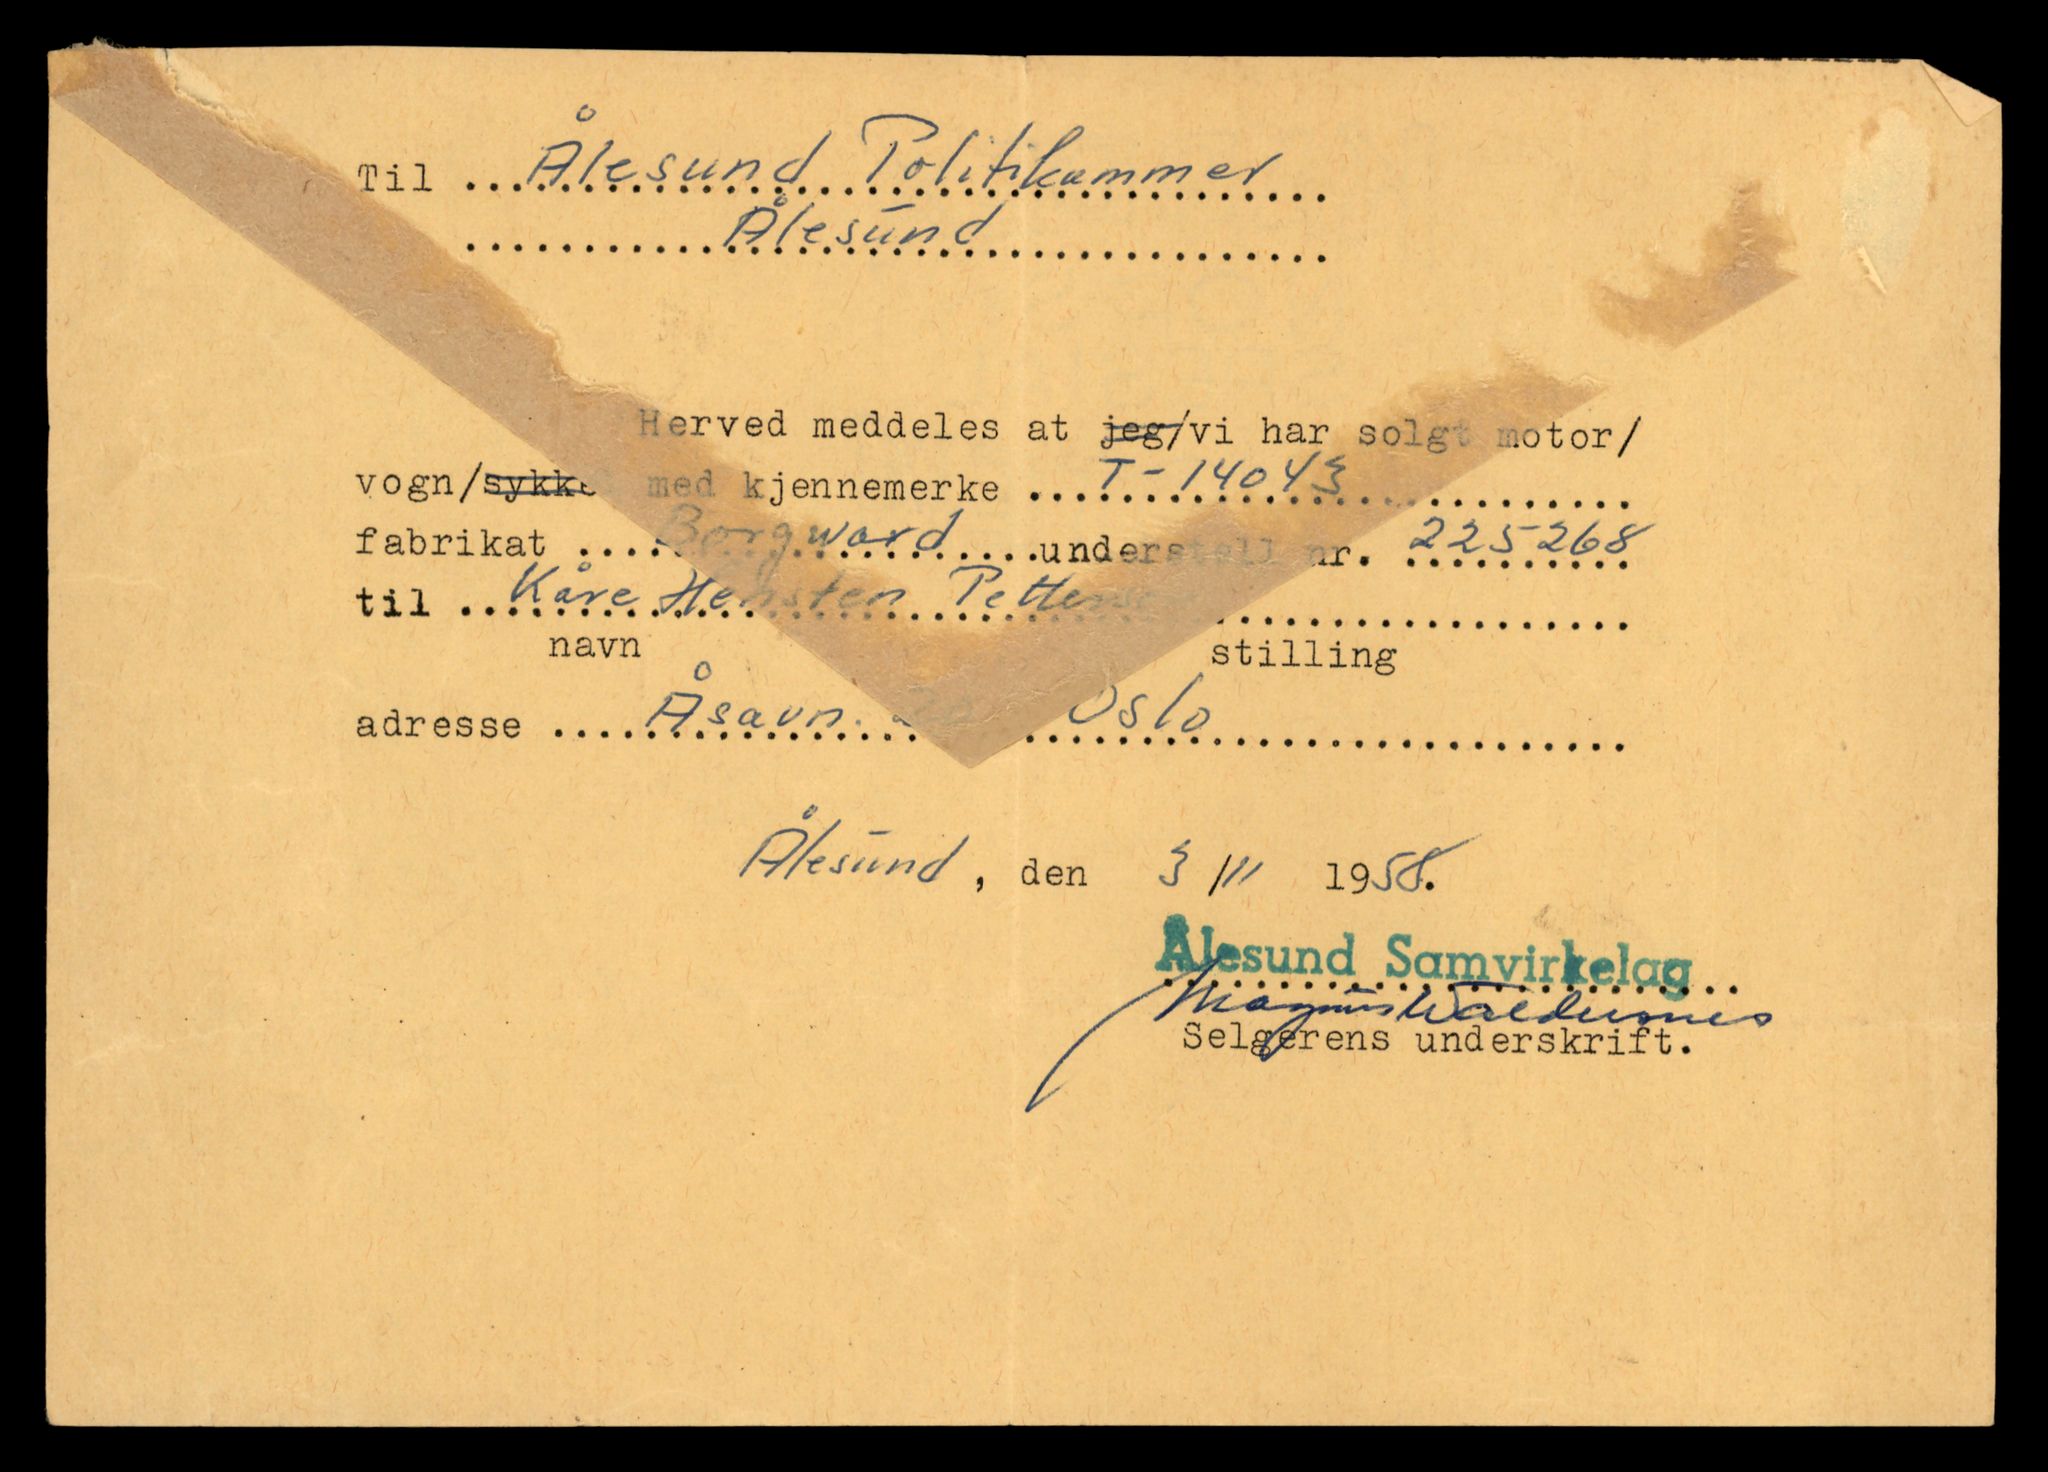 Til Ålesund Politikammer
Ålesund
Herved meddeles at jeg/vi har solgt motor/
vogn/sykkel med kjennemerke T-14043
fabrikat Borgward understell nr. 225268
til Kåre Hensten Pettersen
navn stilling
adresse Åsavn. Oslo
Ålesund, den 3/11 1958.
Ålesund Samvirkelag
Magnus
Selgerens underskrift.